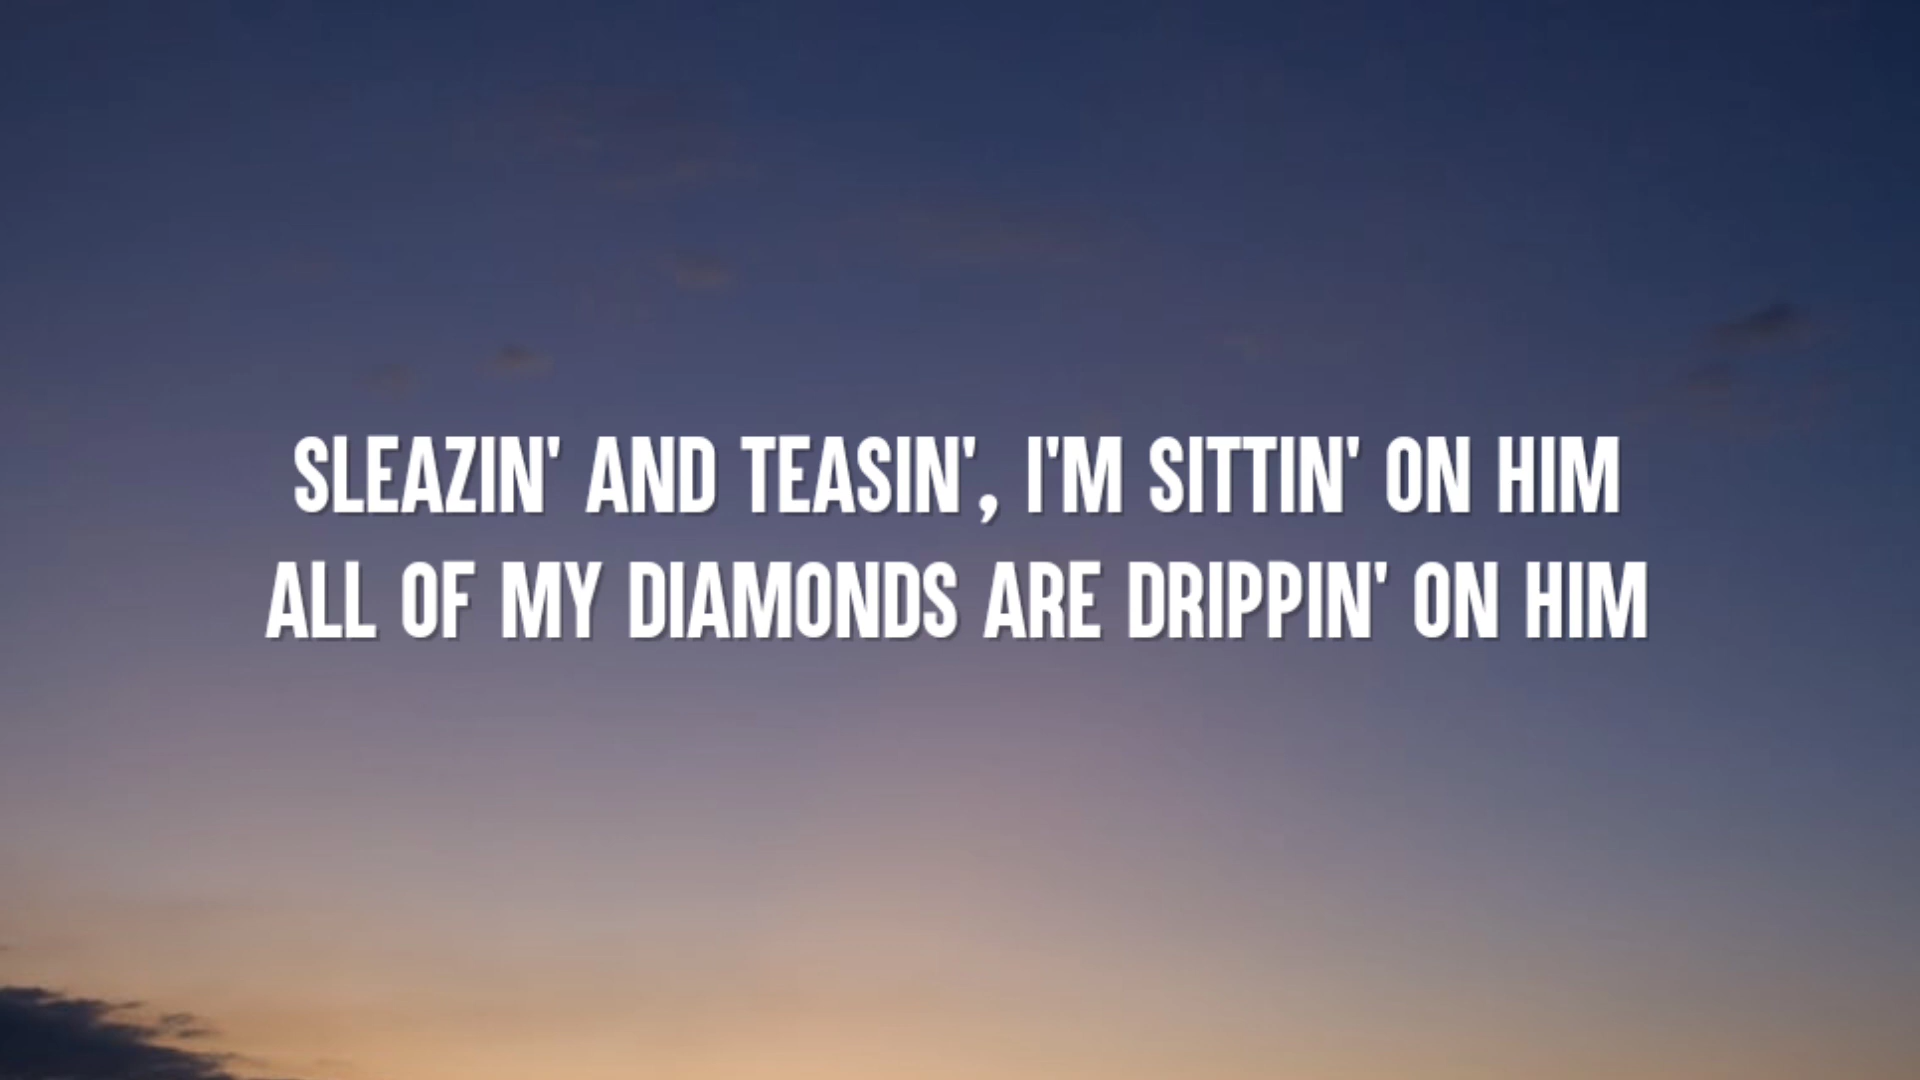 SLEAZIN' AND TEASIN', I'M SITTIN' ON HIM
ALL OF MY DIAMONDS ARE DRIPPIN' ON HIM